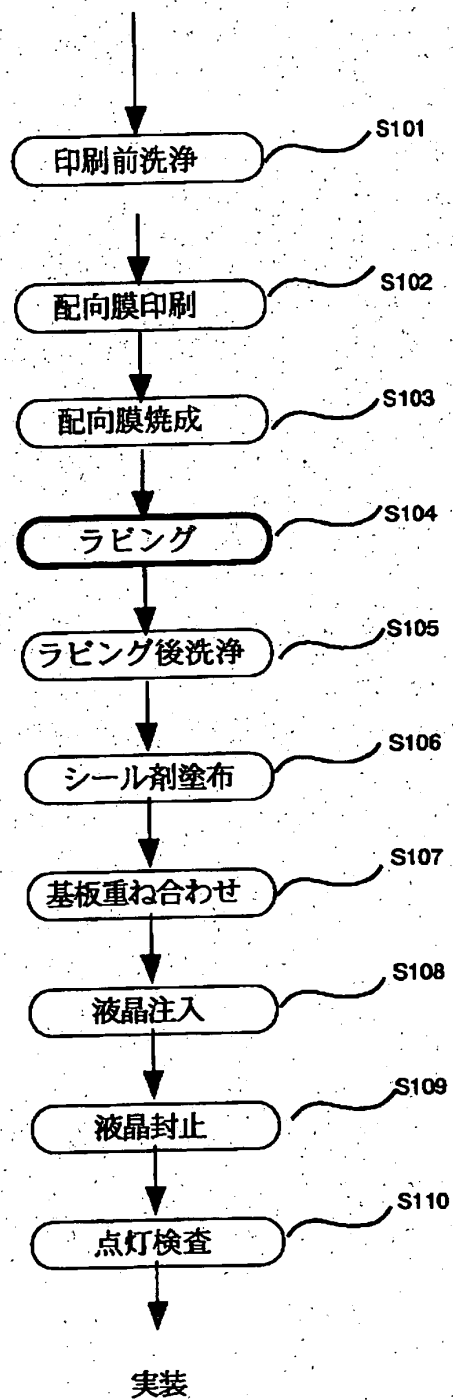 S101
印刷前洗浄
S102
配向膜印刷
S103
配向膜焼成
S104
ラビング
S105
ラビング後洗浄
S106
シール剤塗布
S107
基板重ね合わせ
S108
液晶注入
S109
液晶封止
S110
点灯検査
実装